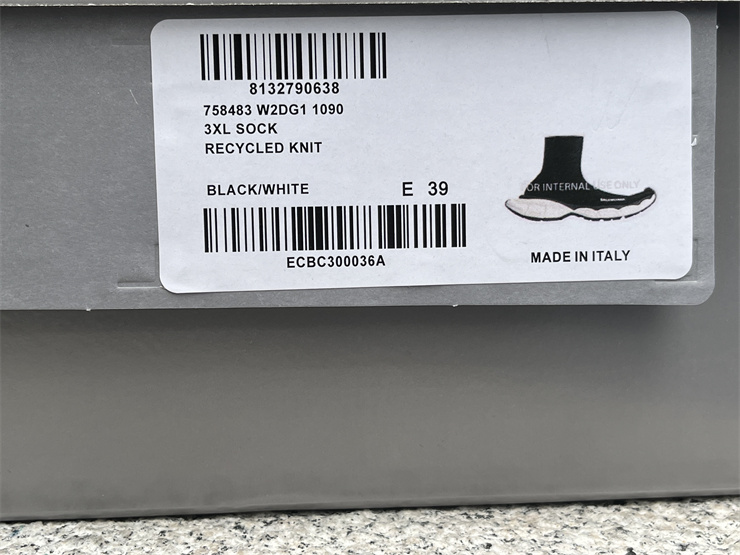 8132790638
758483 W2DG1 1090
3XL SOCK
RECYCLED KNIT
BLACK/WHITE E 39
ECBC300036A
FOR INTERNAL USE ONLY
MADE IN ITALY